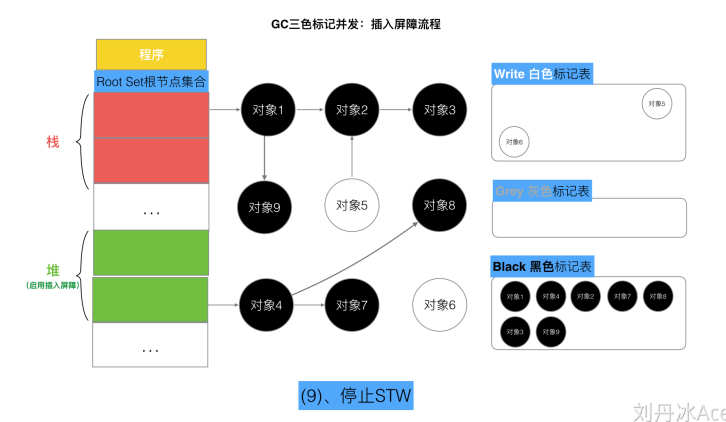 GC三色标记并发：插入屏障流程
程序
Root Set根节点集合
栈
...
堆
(启用插入屏障)
...
对象1
对象2
对象3
对象9
对象5
对象8
对象4
对象7
对象6
Write 白色标记表
对象5
对象6
Grey 灰色标记表
Black 黑色标记表
对象1
对象4
对象2
对象7
对象8
对象3
对象9
(9)、停止STW
刘丹冰Ace